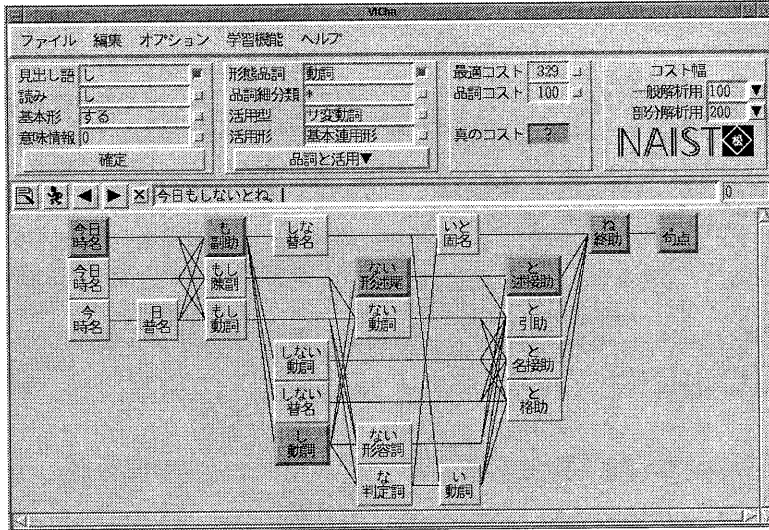 ViCha
ファイル 編集 オプション 学習機能 ヘルプ
見出し語 し
読み し
基本形 する
意味情報 0
確定
形態品詞 動詞
品詞細分類 *
活用型 サ変動詞
活用形 基本連用形
品詞と活用▼
最適コスト 329
品詞コスト 100
真のコスト ?
コスト幅
一般解析用 100 ▼
部分解析用 200 ▼
NAIST
今日もしないとね。 0
今日 も しな いと ね 。
時名 副助 普名 固名 終助 句点
今日 もし ない と
時名 陳副 形述尾 述接助
今 日 もし ない と
時名 普名 動詞 動詞 引助
しない と
動詞 名接助
しない と
普名 格助
し ない
動詞 形容詞
な い
判定詞 動詞